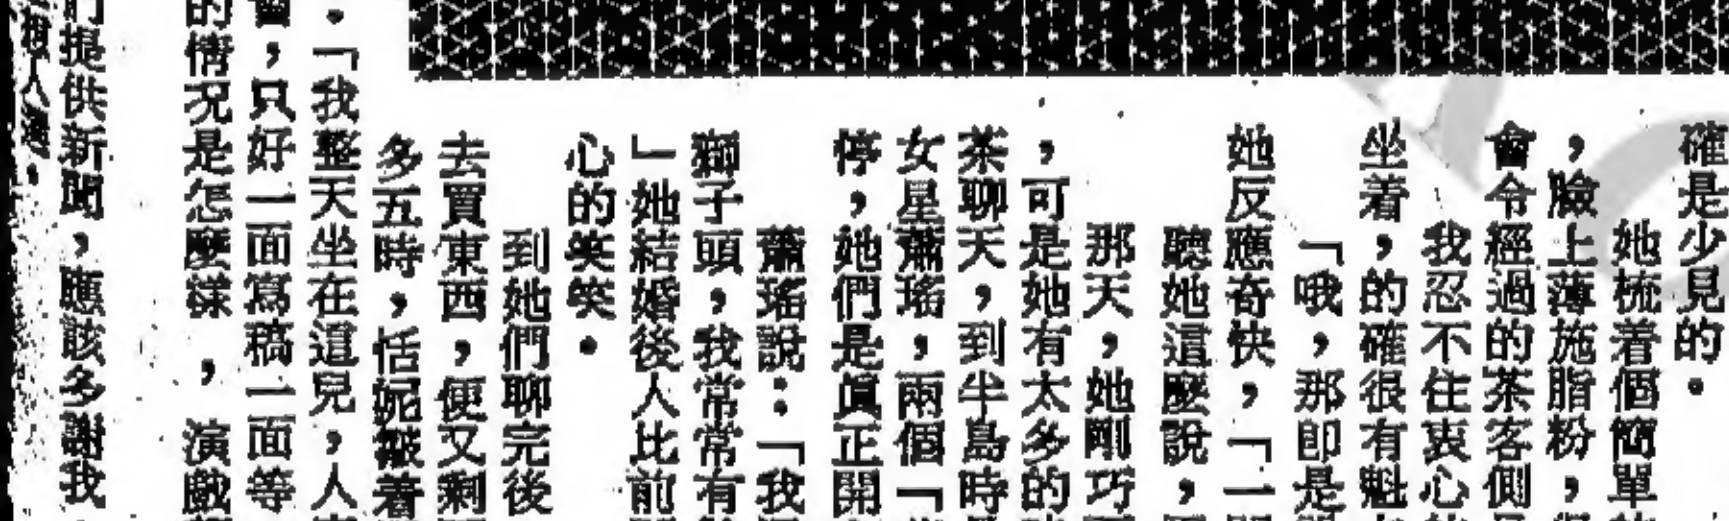 確是少見的。
她梳着個簡單
，臉上薄施脂粉，
會令經過的茶客側
我忍不住衷心
坐着，的確很有魁
「哦，那卽是
她反應奇快，「一
聽她這麼說，
那天，她剛巧
，可是她有太多的
茶聊天，到半島時
女星蕭瑤，兩個「
停，她們是眞正開
蕭瑤說：「我
獅子頭，我常常有
」她結婚後人比前
心的笑笑。
到她們聊完後
去買東西，便又剩
多五時，恬妮皺着
。「我整天坐在這兒，人
，只好一面寫稿一面等
的情況是怎麼樣，演戲
們提供新聞，應該多謝我